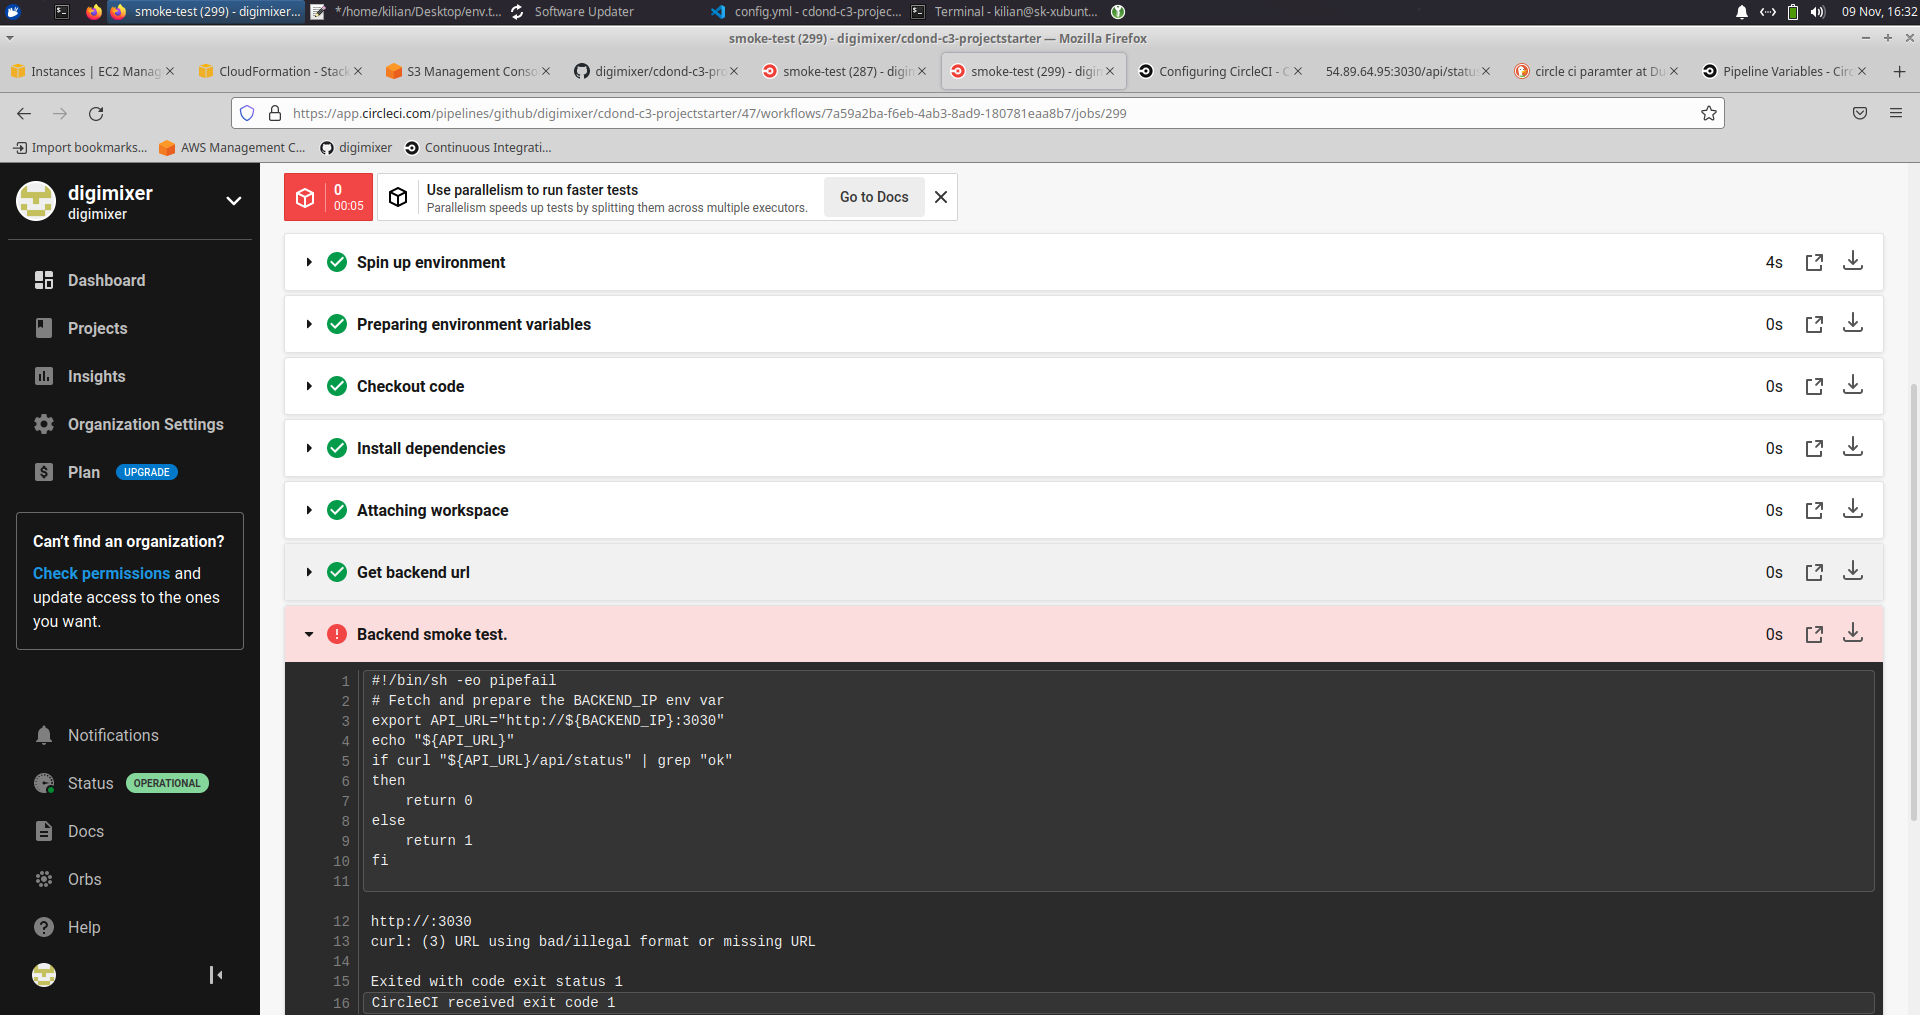 smoke-test (299) - digimixer...
*/home/kilian/Desktop/env.t...
Software Updater
config.yml - cdond-c3-projec...
Terminal - kilian@sk-xubunt...
09 Nov, 16:32
smoke-test (299) - digimixer/cdond-c3-projectstarter — Mozilla Firefox
Instances | EC2 Manag
CloudFormation - Stack
S3 Management Conso
digimixer/cdond-c3-pro
smoke-test (287) - digin
smoke-test (299) - digin
Configuring CircleCI - C
54.89.64.95:3030/api/status
circle ci paramter at Du
Pipeline Variables - Circ
https://app.circleci.com/pipelines/github/digimixer/cdond-c3-projectstarter/47/workflows/7a59a2ba-f6eb-4ab3-8ad9-180781eaa8b7/jobs/299
Import bookmarks...
AWS Management C...
digimixer
Continuous Integrati...
digimixer
digimixer
Dashboard
Projects
Insights
Organization Settings
Plan UPGRADE
Can't find an organization?
Check permissions and
update access to the ones
you want.
Notifications
Status OPERATIONAL
Docs
Orbs
Help
0
00:05
Use parallelism to run faster tests
Parallelism speeds up tests by splitting them across multiple executors.
Go to Docs
Spin up environment 4s
Preparing environment variables 0s
Checkout code 0s
Install dependencies 0s
Attaching workspace 0s
Get backend url 0s
Backend smoke test. 0s
1 #!/bin/sh -eo pipefail
2 # Fetch and prepare the BACKEND_IP env var
3 export API_URL="http://${BACKEND_IP}:3030"
4 echo "${API_URL}"
5 if curl "${API_URL}/api/status" | grep "ok"
6 then
7     return 0
8 else
9     return 1
10 fi
11
12 http://:3030
13 curl: (3) URL using bad/illegal format or missing URL
14
15 Exited with code exit status 1
16 CircleCI received exit code 1